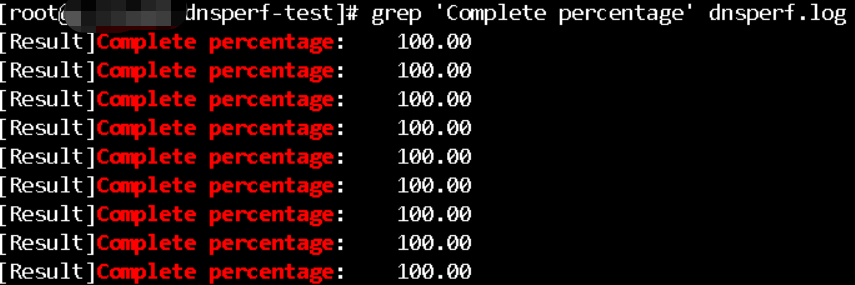 [root@ dnsperf-test]# grep 'Complete percentage' dnsperf.log
[Result]Complete percentage:    100.00
[Result]Complete percentage:    100.00
[Result]Complete percentage:    100.00
[Result]Complete percentage:    100.00
[Result]Complete percentage:    100.00
[Result]Complete percentage:    100.00
[Result]Complete percentage:    100.00
[Result]Complete percentage:    100.00
[Result]Complete percentage:    100.00